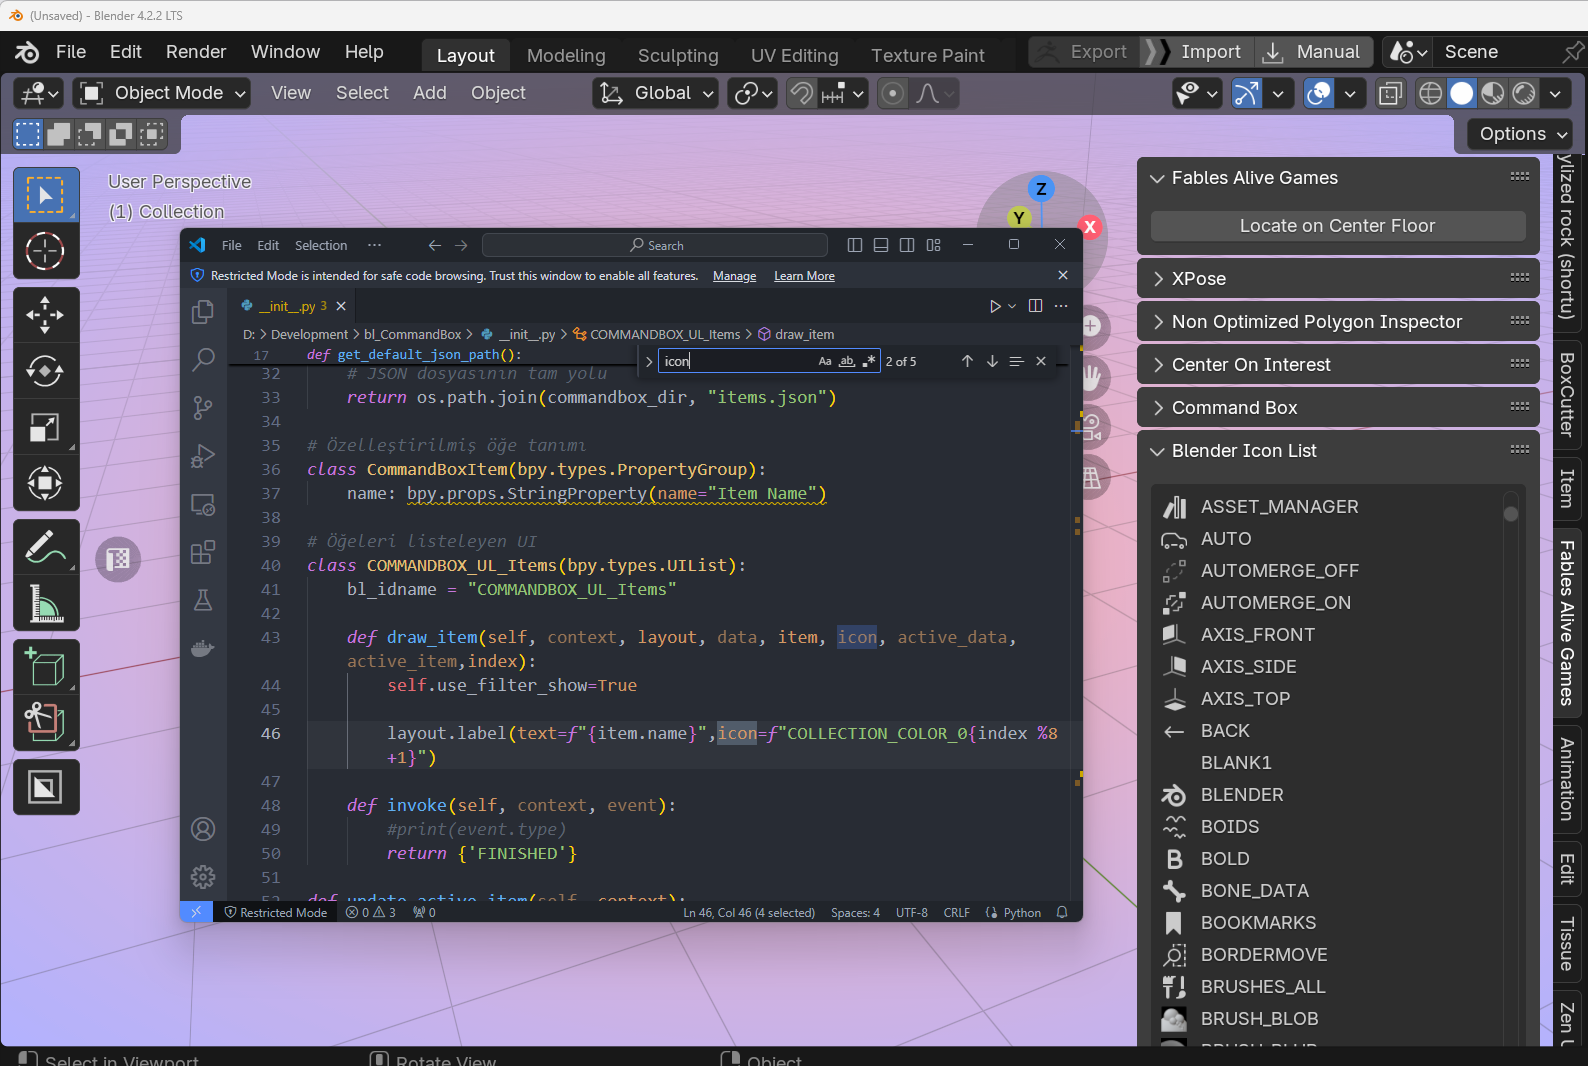 (Unsaved) - Blender 4.2.2 LTS
File Edit Render Window Help Layout Modeling Sculpting UV Editing Texture Paint Export Import Manual Scene
Object Mode View Select Add Object Global
Options
User Perspective
(1) Collection
Z
Y
X
File Edit Selection ··· Search
Restricted Mode is intended for safe code browsing. Trust this window to enable all features. Manage Learn More
__init__.py 3
D: > Development > bl_CommandBox > __init__.py > COMMANDBOX_UL_Items > draw_item
17 def get_default_json_path():
icon Aa ab 2 of 5
32 # JSON dosyasının tam yolu
33 return os.path.join(commandbox_dir, "items.json")
34
35 # Özelleştirilmiş öğe tanımı
36 class CommandBoxItem(bpy.types.PropertyGroup):
37 name: bpy.props.StringProperty(name="Item Name")
38
39 # Öğeleri listeleyen UI
40 class COMMANDBOX_UL_Items(bpy.types.UIList):
41 bl_idname = "COMMANDBOX_UL_Items"
42
43 def draw_item(self, context, layout, data, item, icon, active_data,
active_item,index):
44 self.use_filter_show=True
45
46 layout.label(text=f"{item.name}",icon=f"COLLECTION_COLOR_0{index %8
+1}")
47
48 def invoke(self, context, event):
49 #print(event.type)
50 return {'FINISHED'}
51
52 def update_active_item(self, context):
Restricted Mode 0 3 0 Ln 46, Col 46 (4 selected) Spaces: 4 UTF-8 CRLF Python
Fables Alive Games
Locate on Center Floor
XPose
Non Optimized Polygon Inspector
Center On Interest
Command Box
Blender Icon List
ASSET_MANAGER
AUTO
AUTOMERGE_OFF
AUTOMERGE_ON
AXIS_FRONT
AXIS_SIDE
AXIS_TOP
BACK
BLANK1
BLENDER
BOIDS
BOLD
BONE_DATA
BOOKMARKS
BORDERMOVE
BRUSHES_ALL
BRUSH_BLOB
ylized rock (shortu)
BoxCutter
Item
Fables Alive Games
Animation
Edit
Tissue
Zen U
Select in Viewport Rotate View Object